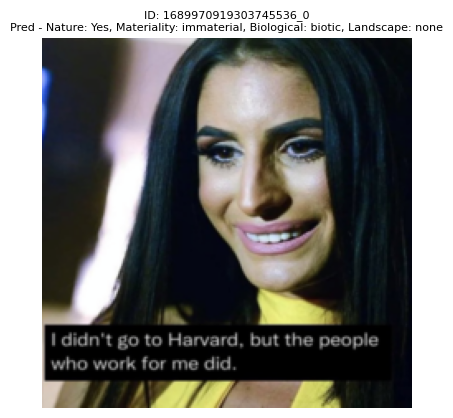 ID: 1689970919303745536_0
Pred - Nature: Yes, Materiality: immaterial, Biological: biotic, Landscape: none
I didn't go to Harvard, but the people
who work for me did.